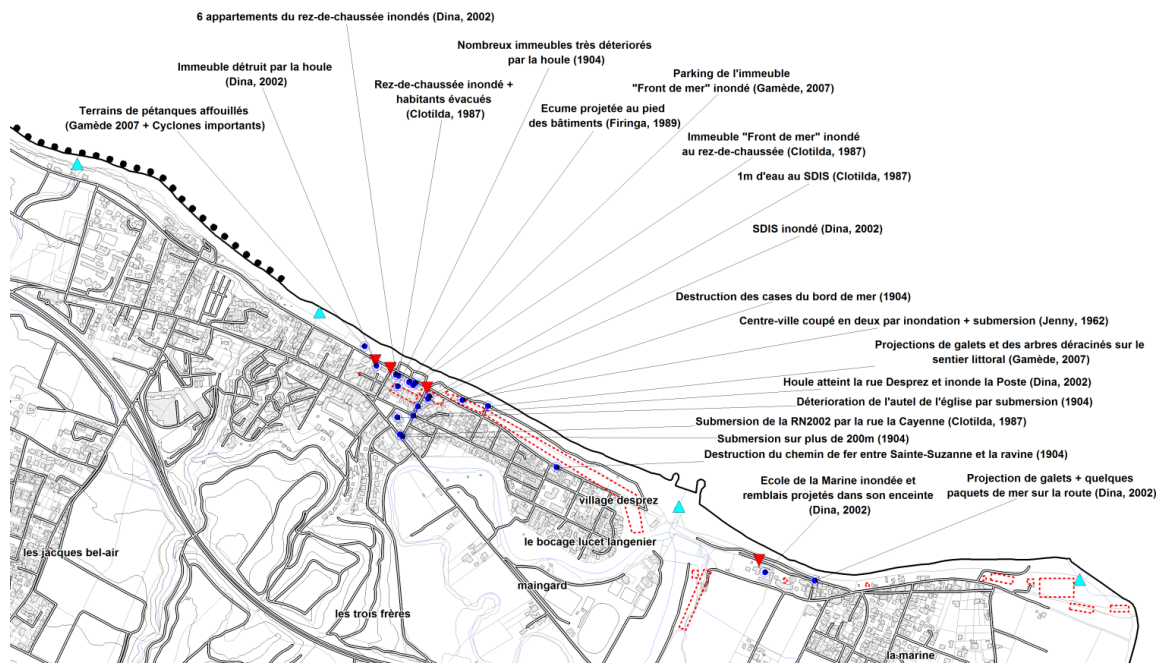 6 appartements du rez-de-chaussée inondés (Dina, 2002)
Nombreux immeubles très déteriorés
par la houle (1904)
Immeuble détruit par la houle
(Dina, 2002)
Rez-de-chaussée inondé +
habitants évacués
(Clotilda, 1987)
Parking de l'immeuble
"Front de mer" inondé (Gamède, 2007)
Terrains de pétanques affouillés
(Gamède 2007 + Cyclones importants)
Ecume projetée au pied
des bâtiments (Firinga, 1989)
Immeuble "Front de mer" inondé
au rez-de-chaussée (Clotilda, 1987)
1m d'eau au SDIS (Clotilda, 1987)
SDIS inondé (Dina, 2002)
Destruction des cases du bord de mer (1904)
Centre-ville coupé en deux par inondation + submersion (Jenny, 1962)
Projections de galets et des arbres déracinés sur le
sentier littoral (Gamède, 2007)
Houle atteint la rue Desprez et inonde la Poste (Dina, 2002)
Déterioration de l'autel de l'église par submersion (1904)
Submersion de la RN2002 par la rue la Cayenne (Clotilda, 1987)
Submersion sur plus de 200m (1904)
Destruction du chemin de fer entre Sainte-Suzanne et la ravine (1904)
Ecole de la Marine inondée et
remblais projetés dans son enceinte
(Dina, 2002)
Projection de galets + quelques
paquets de mer sur la route (Dina, 2002)
village desprez
le bocage lucet langenier
les jacques bel-air
maingard
les trois frères
la marine